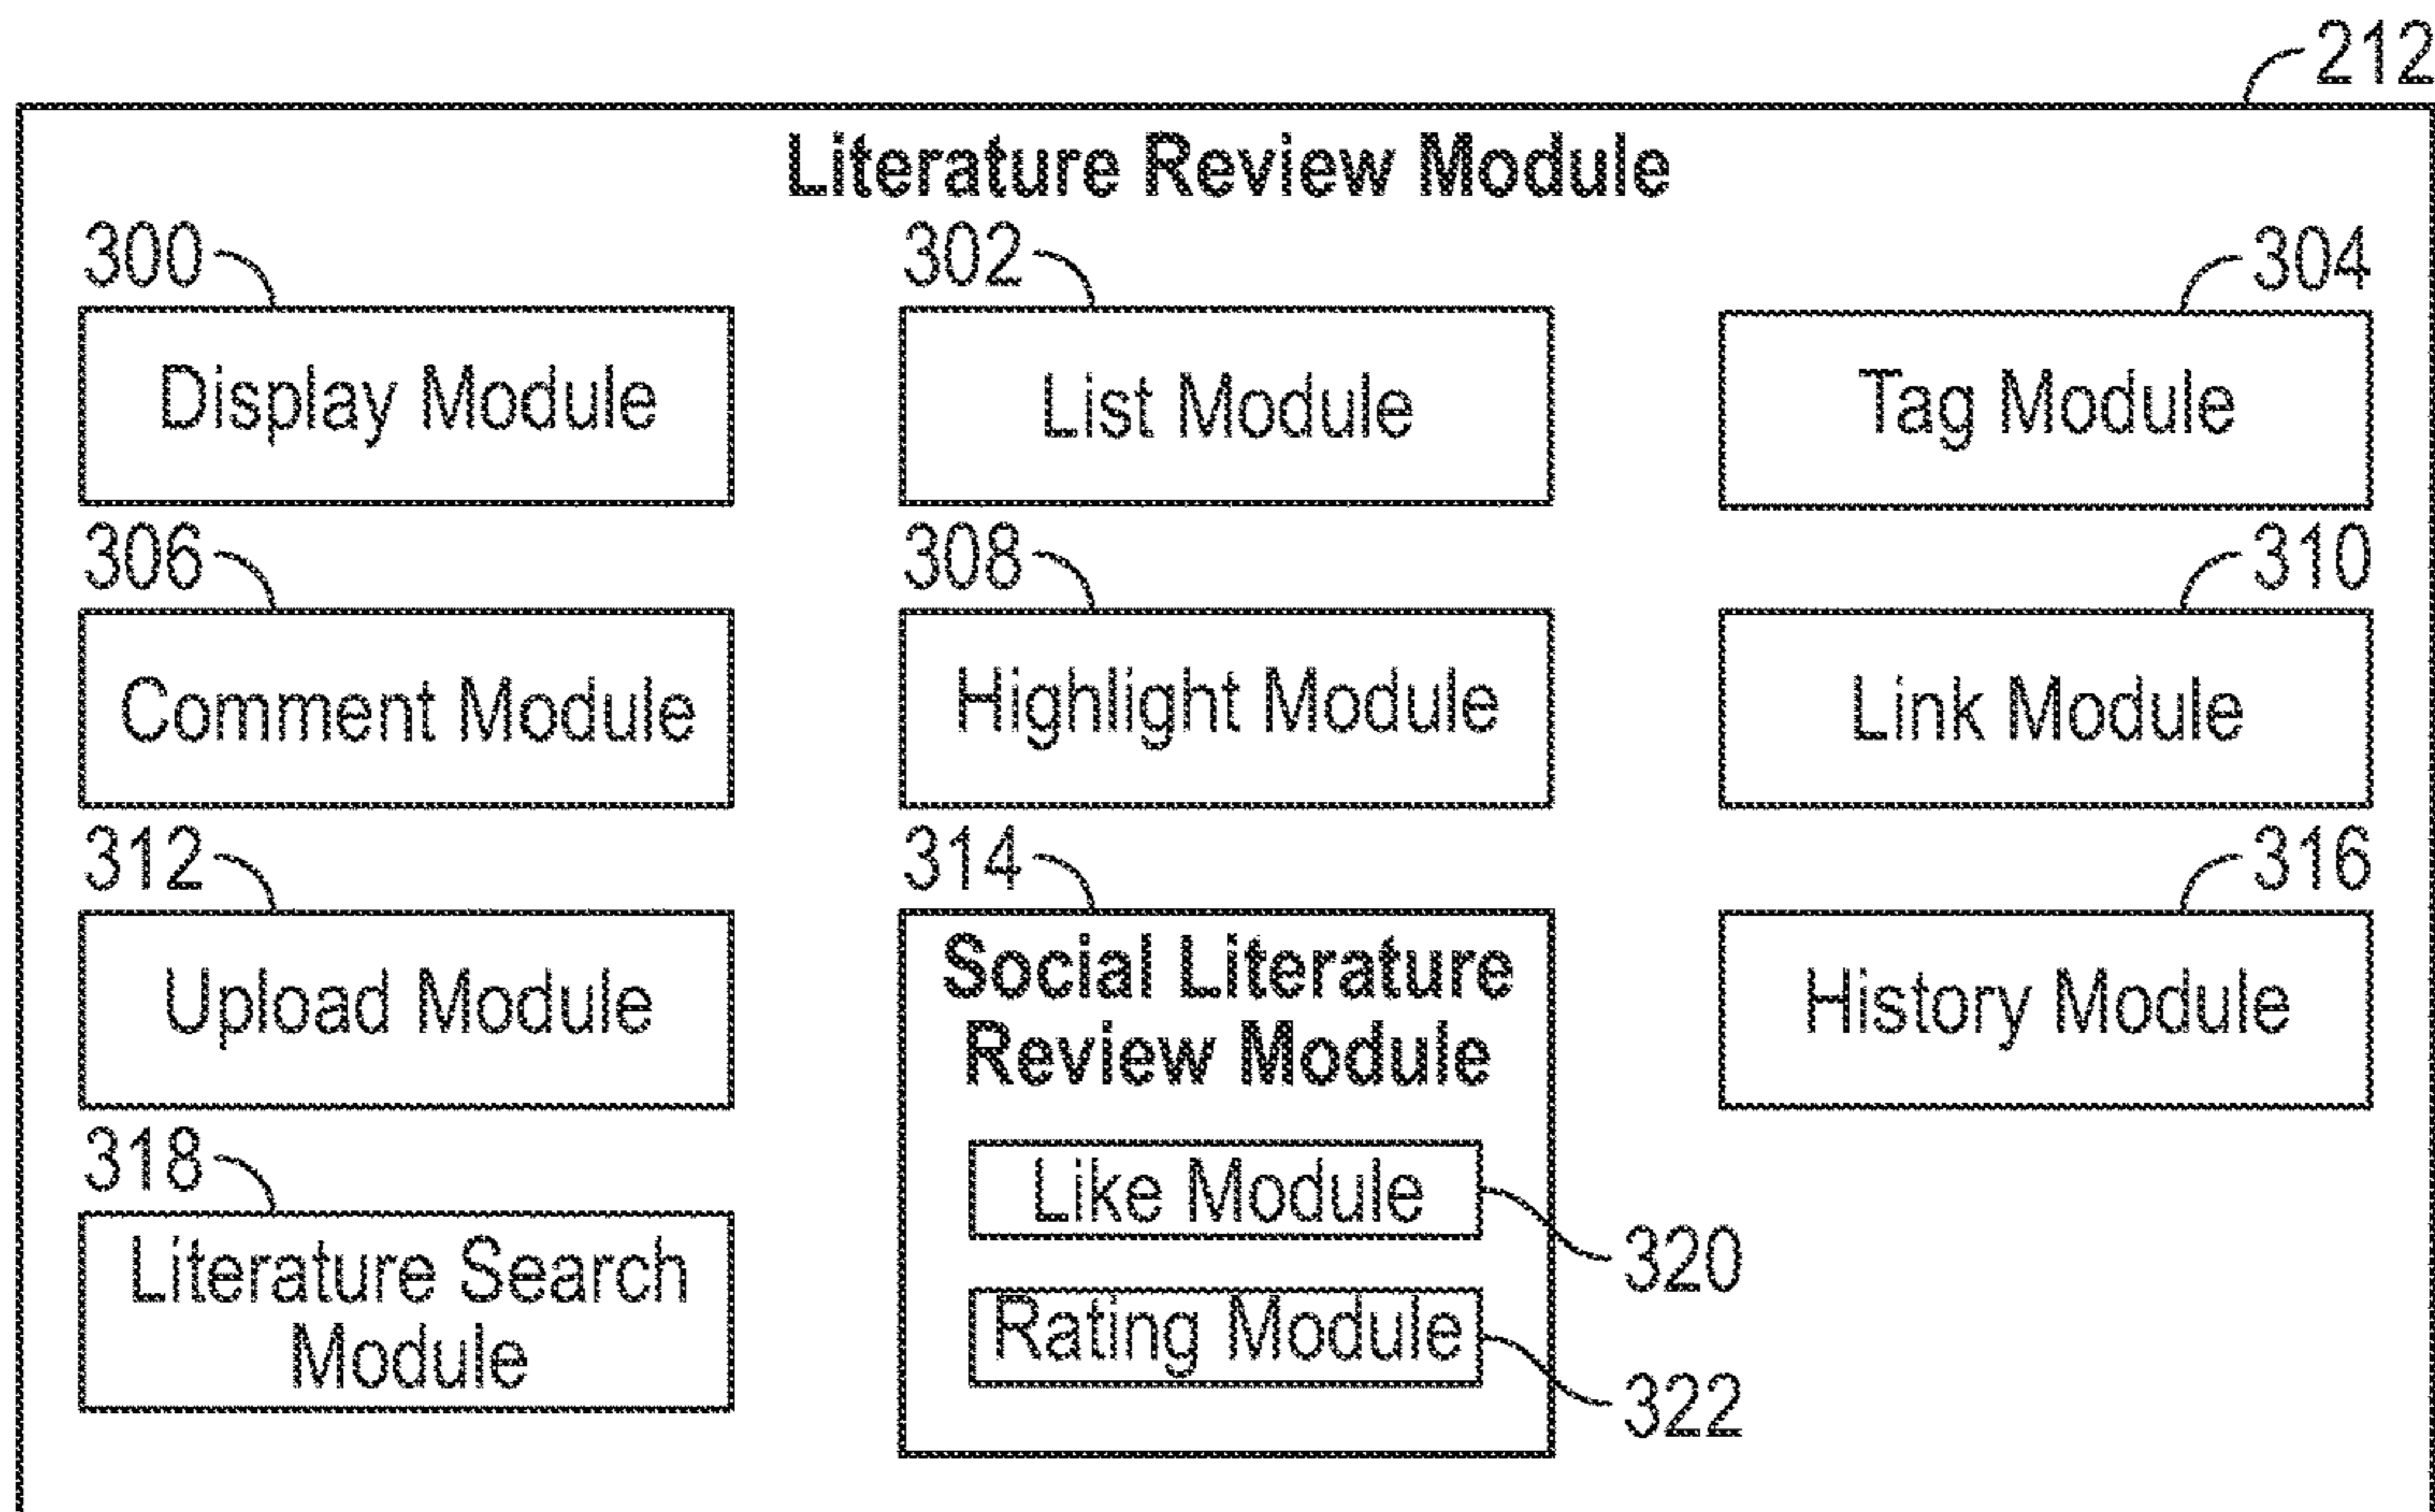 212
Literature Review Module
300
302
304
Display Module
List Module
Tag Module
306
308
310
Comment Module
Highlight Module
Link Module
312
314
316
Upload Module
Social Literature
Review Module
History Module
318
Literature Search
Module
Like Module
320
Rating Module
322